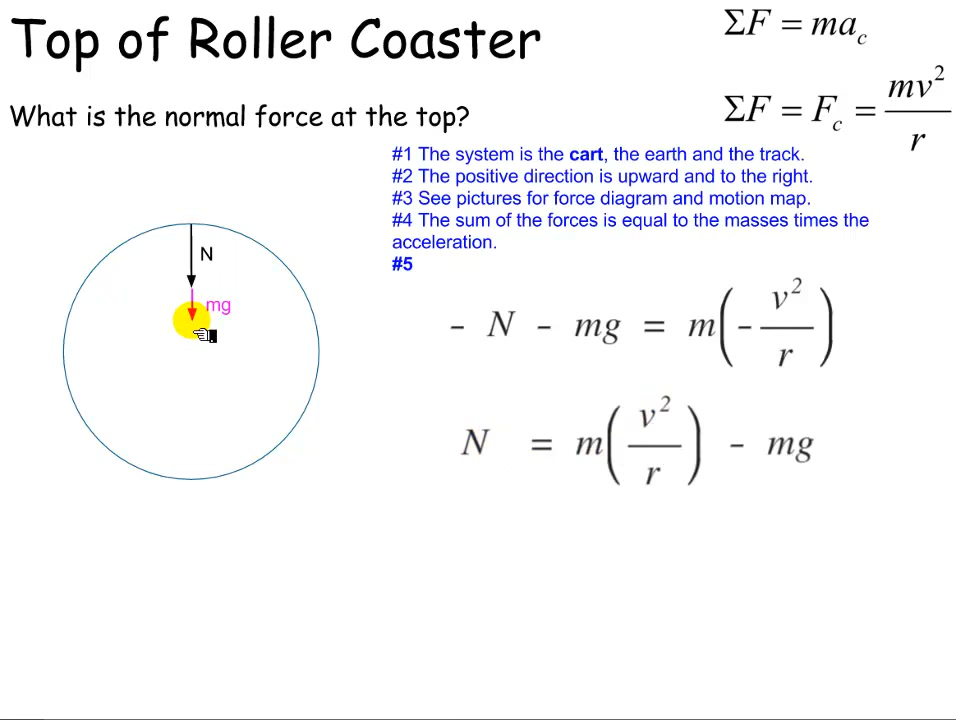 Top of Roller Coaster
ΣF = ma_c
ΣF = F_c = mv²/r
What is the normal force at the top?
#1 The system is the cart, the earth and the track.
#2 The positive direction is upward and to the right.
#3 See pictures for force diagram and motion map.
#4 The sum of the forces is equal to the masses times the
acceleration.
#5
N
mg
- N - mg = m(- v²/r)
N = m(v²/r) - mg